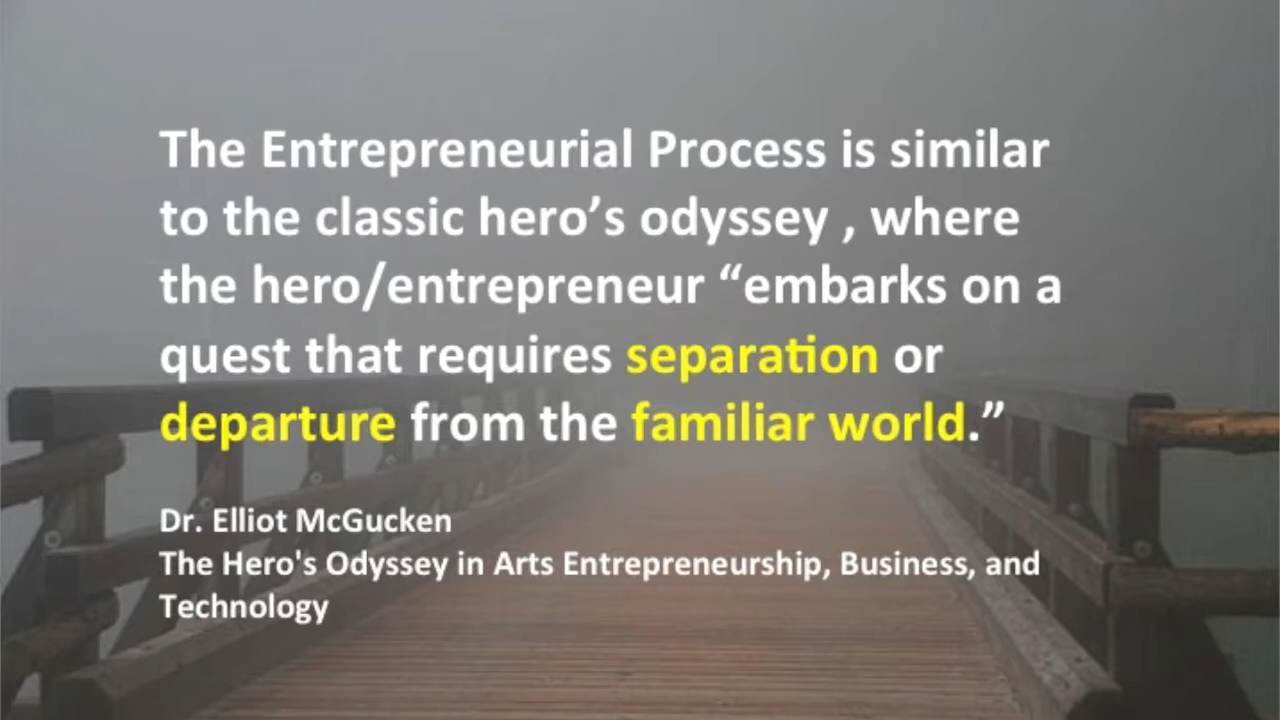 The Entrepreneurial Process is similar
to the classic hero’s odyssey , where
the hero/entrepreneur “embarks on a
quest that requires separation or
departure from the familiar world.”
Dr. Elliot McGucken
The Hero's Odyssey in Arts Entrepreneurship, Business, and
Technology